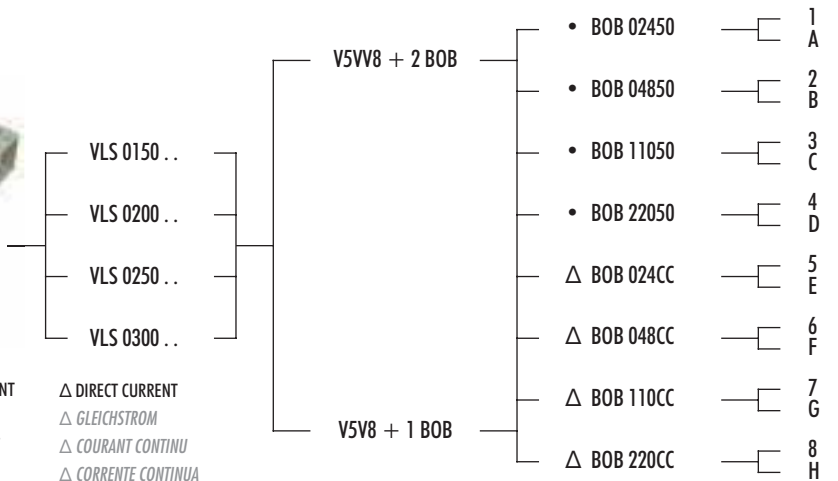 1
• BOB 02450
A
V5VV8 + 2 BOB
2
• BOB 04850
B
VLS 0150 . .
3
• BOB 11050
C
VLS 0200 . .
4
• BOB 22050
D
VLS 0250 . .
5
Δ BOB 024CC
E
VLS 0300 . .
6
Δ BOB 048CC
F
NT
Δ DIRECT CURRENT
7
Δ BOB 110CC
G
Δ GLEICHSTROM
V5V8 + 1 BOB
Δ COURANT CONTINU
8
Δ BOB 220CC
H
Δ CORRENTE CONTINUA